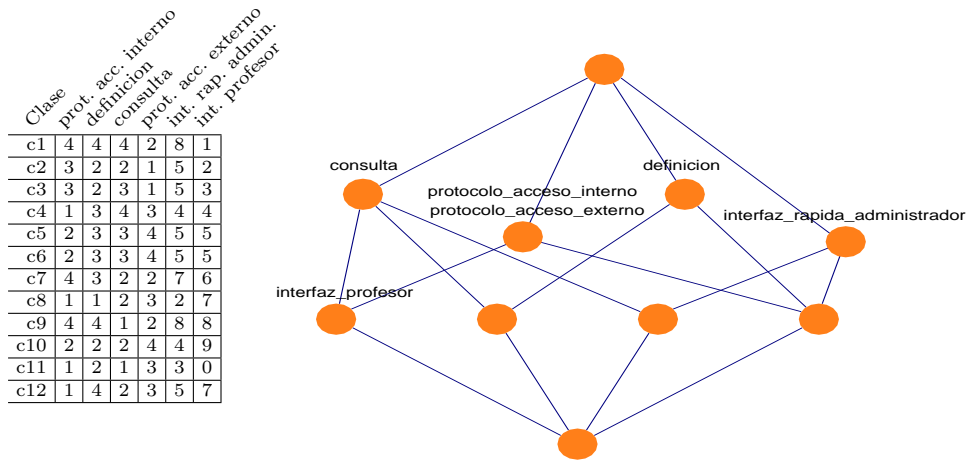 Clase prot. acc. interno definicion consulta prot. acc. externo int. rap. admin. int. profesor
c1 4 4 4 2 8 1
c2 3 2 2 1 5 2
c3 3 2 3 1 5 3
c4 1 3 4 3 4 4
c5 2 3 3 4 5 5
c6 2 3 3 4 5 5
c7 4 3 2 2 7 6
c8 1 1 2 3 2 7
c9 4 4 1 2 8 8
c10 2 2 2 4 4 9
c11 1 2 1 3 3 0
c12 1 4 2 3 5 7
consulta
definicion
protocolo_acceso_interno
protocolo_acceso_externo
interfaz_rapida_administrador
interfaz_profesor